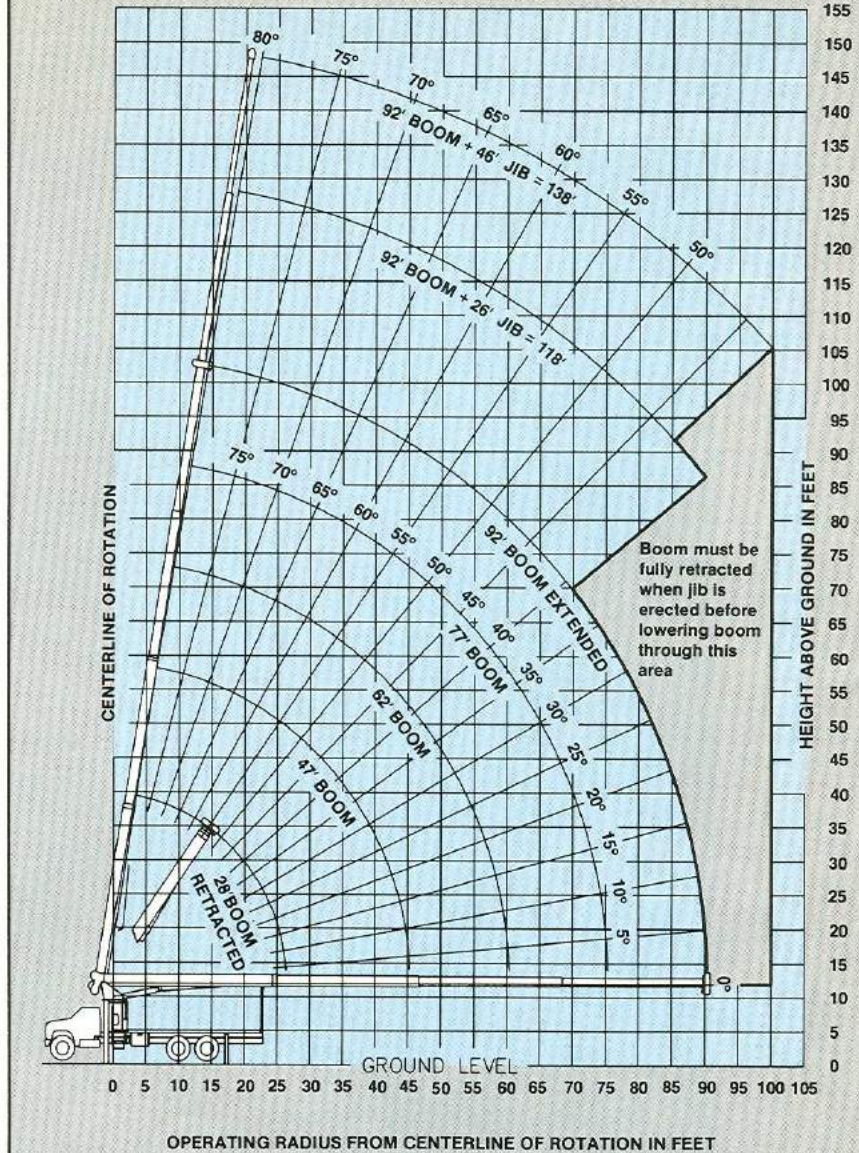 155
150
145
140
135
130
125
120
115
110
105
100
95
90
85
80
75
70
65
60
55
50
45
40
35
30
25
20
15
10
5
0
HEIGHT ABOVE GROUND IN FEET
80°
75°
70°
65°
60°
55°
50°
92' BOOM + 46' JIB = 138'
92' BOOM + 26' JIB = 118'
75°
70°
65°
60°
55°
50°
45°
40°
35°
30°
25°
20°
15°
10°
5°
0°
92' BOOM EXTENDED
77' BOOM
62' BOOM
47' BOOM
28' BOOM
RETRACTED
Boom must be
fully retracted
when jib is
erected before
lowering boom
through this
area
CENTERLINE OF ROTATION
GROUND LEVEL
0 5 10 15 20 25 30 35 40 45 50 55 60 65 70 75 80 85 90 95 100 105
OPERATING RADIUS FROM CENTERLINE OF ROTATION IN FEET